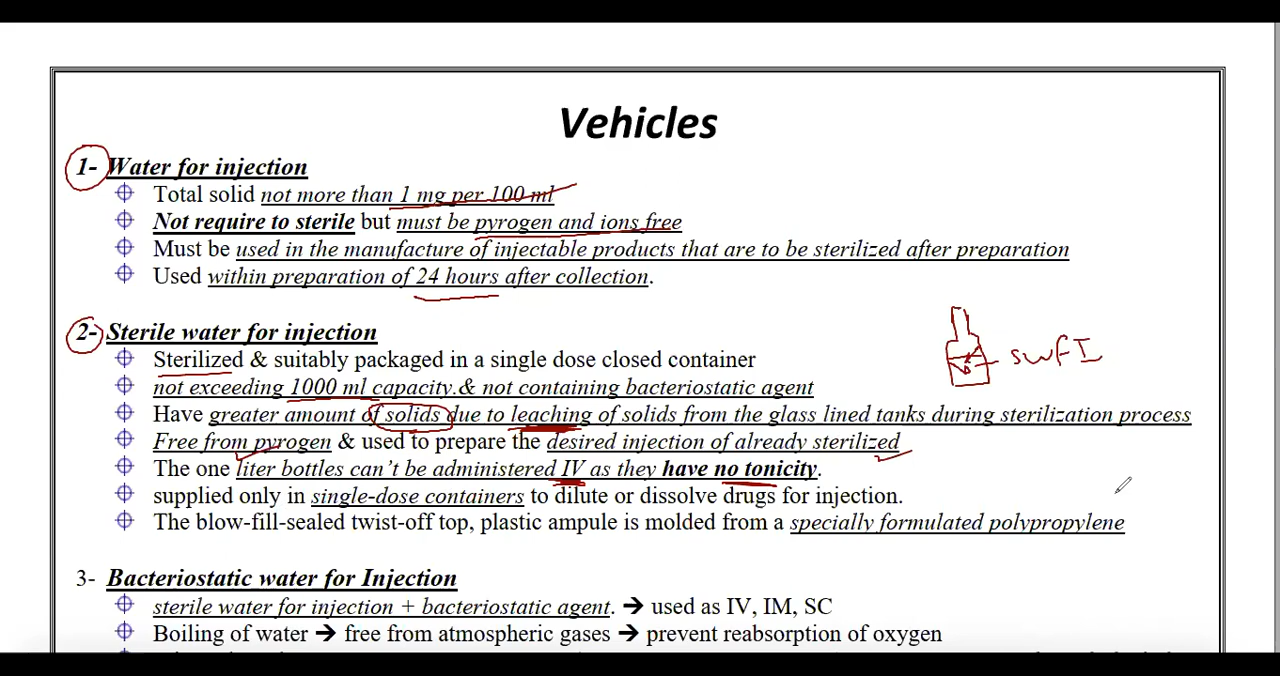 Vehicles
1- Water for injection
Total solid not more than 1 mg per 100 ml
Not require to sterile but must be pyrogen and ions free
Must be used in the manufacture of injectable products that are to be sterilized after preparation
Used within preparation of 24 hours after collection.
2- Sterile water for injection
Sterilized & suitably packaged in a single dose closed container
not exceeding 1000 ml capacity.& not containing bacteriostatic agent
Have greater amount of solids due to leaching of solids from the glass lined tanks during sterilization process
Free from pyrogen & used to prepare the desired injection of already sterilized
The one liter bottles can't be administered IV as they have no tonicity.
supplied only in single-dose containers to dilute or dissolve drugs for injection.
The blow-fill-sealed twist-off top, plastic ampule is molded from a specially formulated polypropylene
SWFI
3- Bacteriostatic water for Injection
sterile water for injection + bacteriostatic agent. ➔ used as IV, IM, SC
Boiling of water ➔ free from atmospheric gases ➔ prevent reabsorption of oxygen